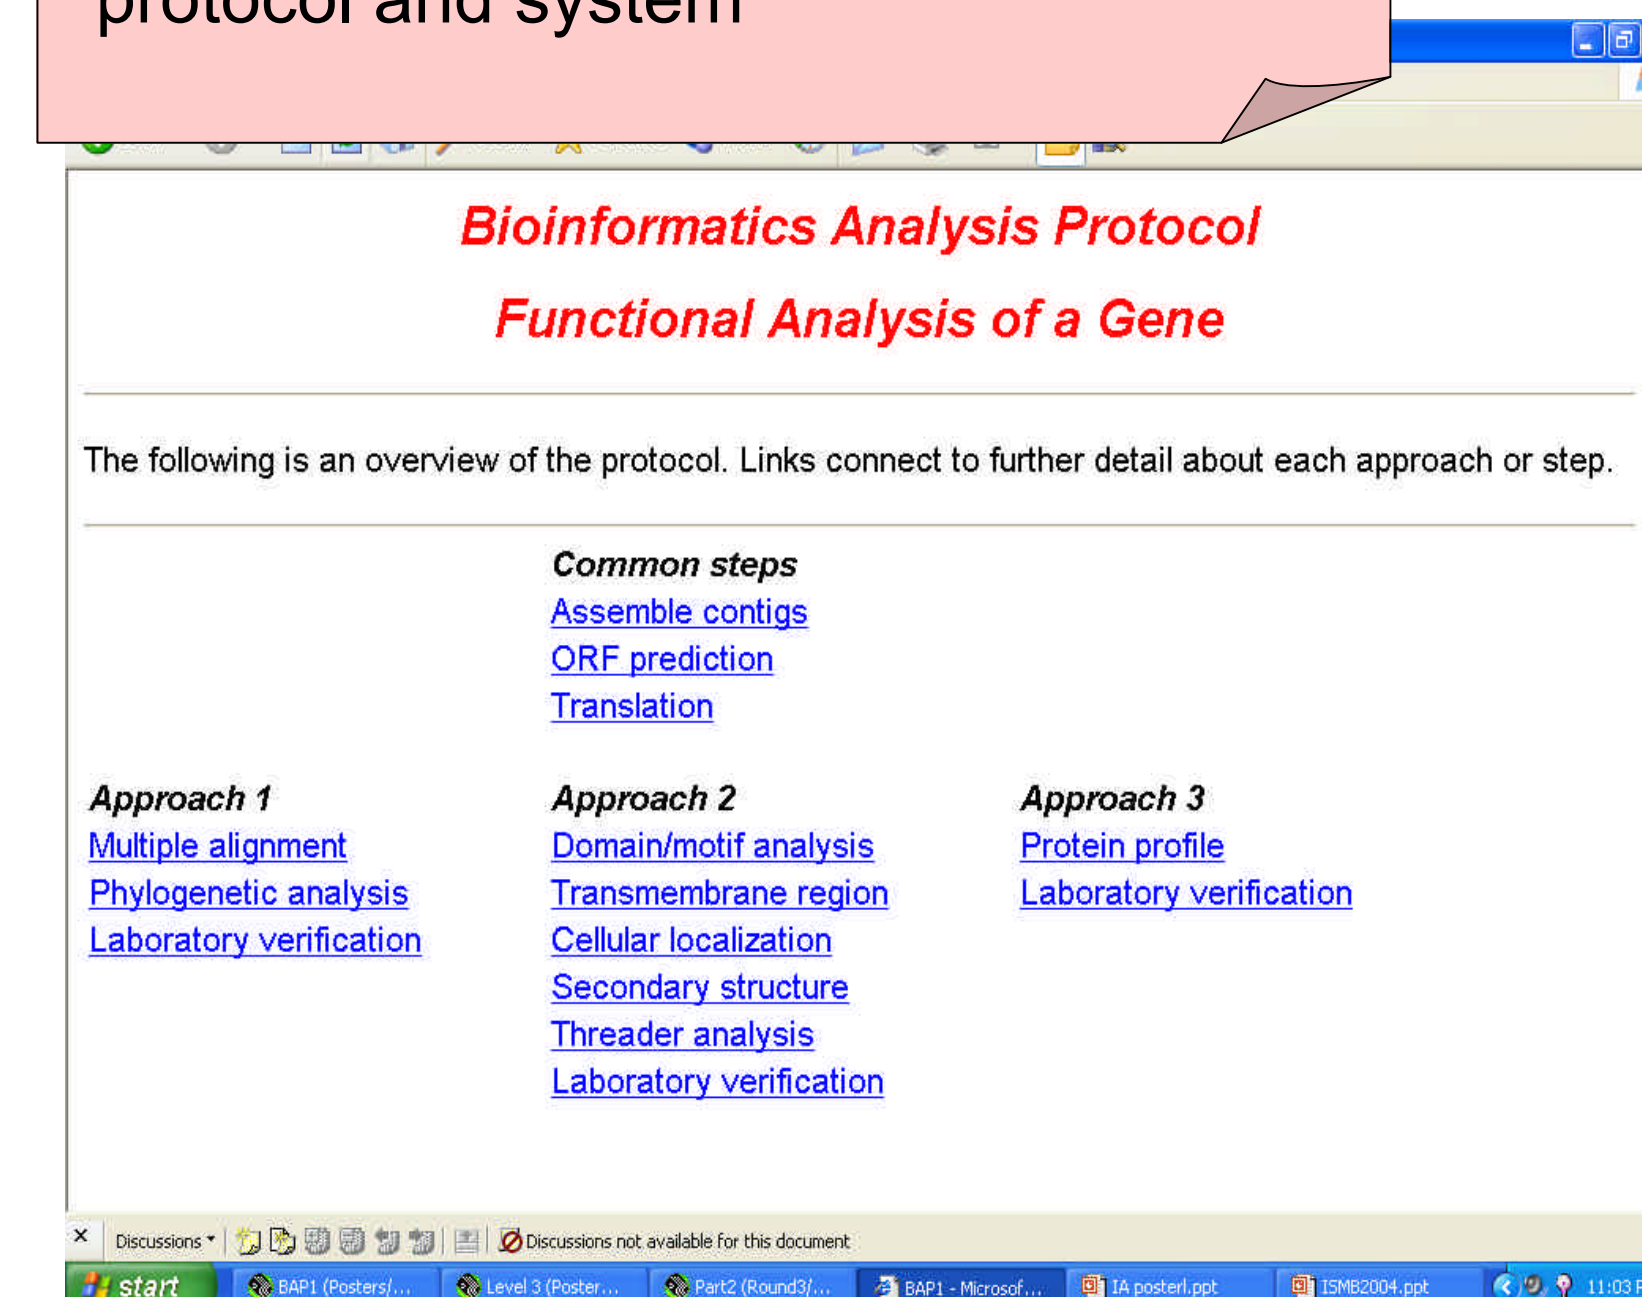 protocol and system
Bioinformatics Analysis Protocol
Functional Analysis of a Gene
The following is an overview of the protocol. Links connect to further detail about each approach or step.
Common steps
Assemble contigs
ORF prediction
Translation
Approach 1 Approach 2 Approach 3
Multiple alignment Domain/motif analysis Protein profile
Phylogenetic analysis Transmembrane region Laboratory verification
Laboratory verification Cellular localization
Secondary structure
Threader analysis
Laboratory verification
Discussions Discussions not available for this document
start BAP1 (Posters/... Level 3 (Poster... Part2 (Round3/... BAP1 - Microsof... IA posterl.ppt ISMB2004.ppt 11:03